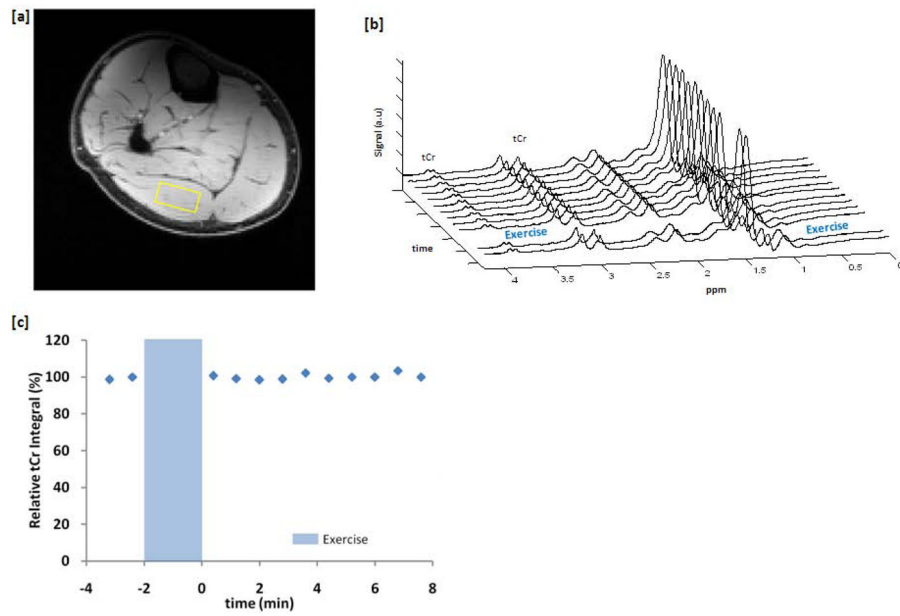 [a]
[b]
Signal (a.u)
tCr
tCr
Exercise
Exercise
time
4 3.5 3 2.5 2 1.5 1 0.5 0
ppm
[c]
120
100
80
60
40
20
0
Relative tCr Integral (%)
Exercise
-4 -2 0 2 4 6 8
time (min)